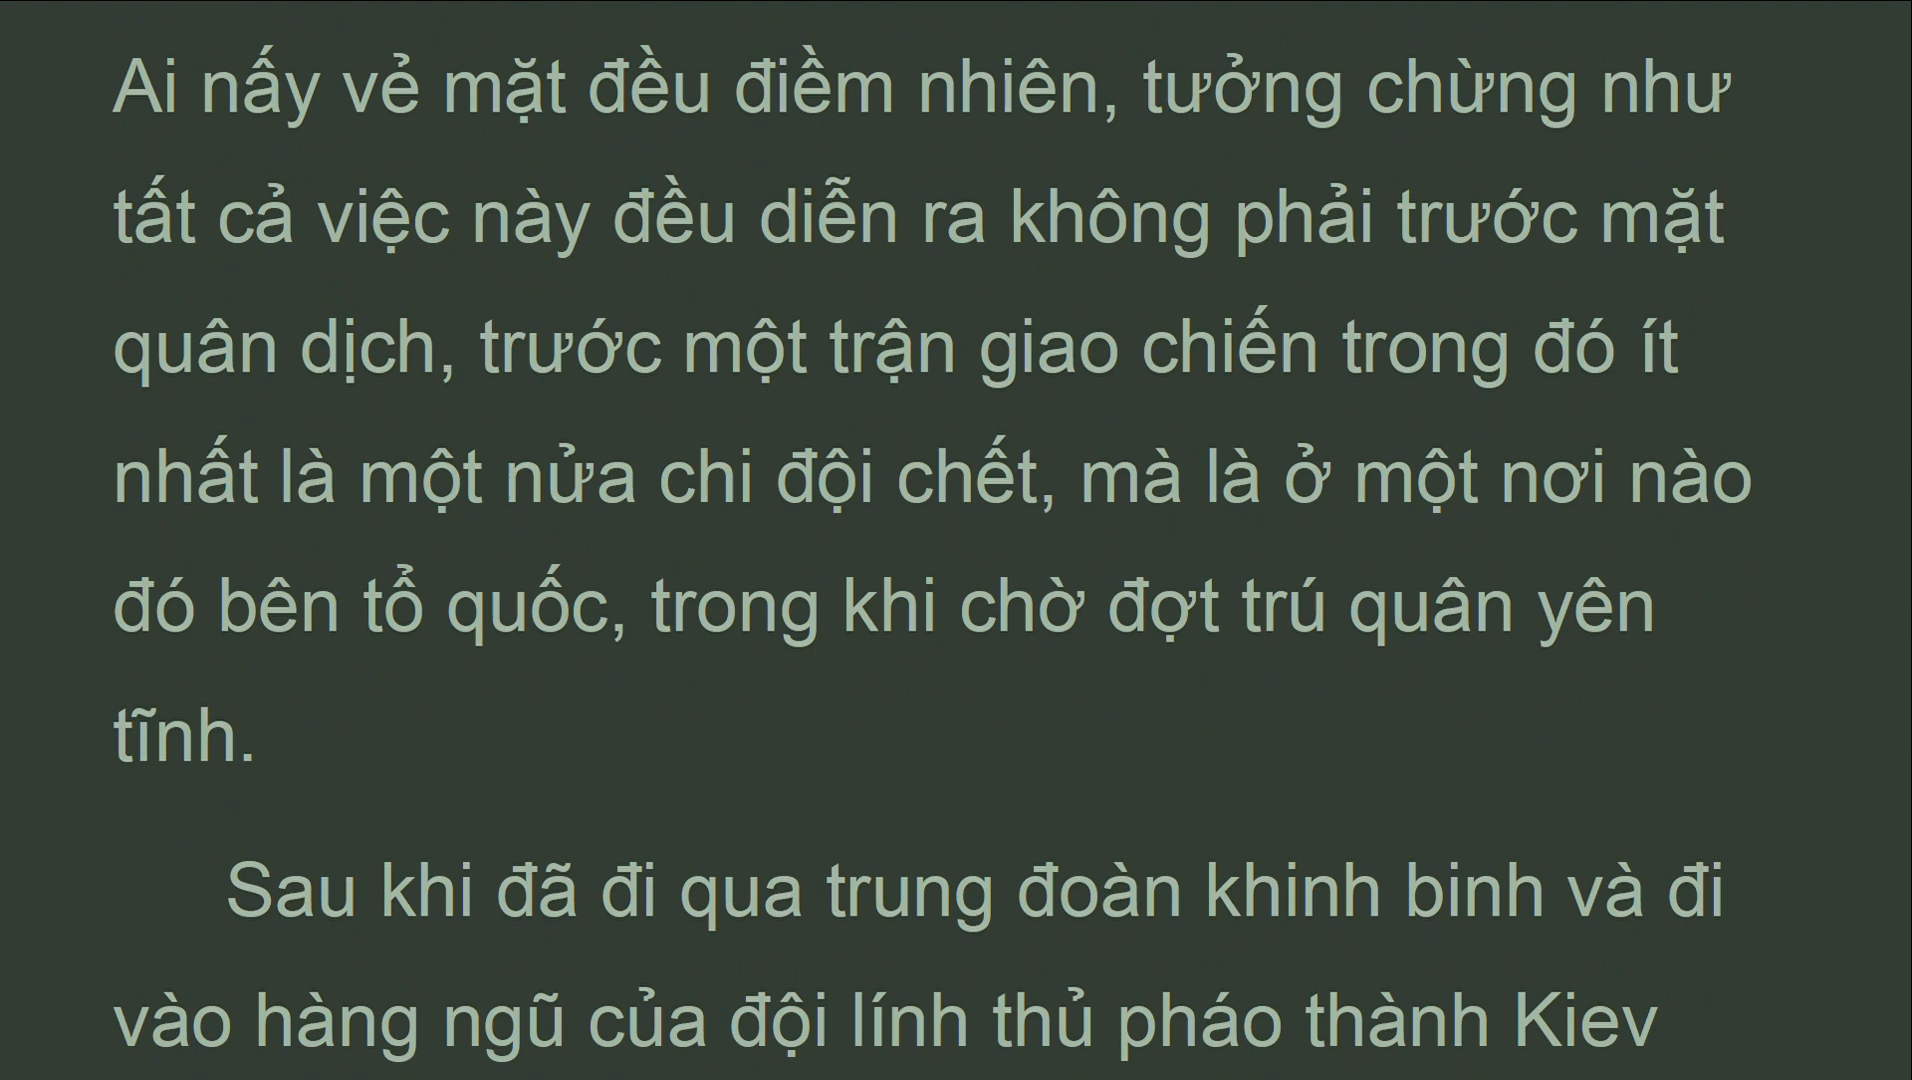 Ai nấy vẻ mặt đều điềm nhiên, tưởng chừng như
tất cả việc này đều diễn ra không phải trước mặt
quân dịch, trước một trận giao chiến trong đó ít
nhất là một nửa chi đội chết, mà là ở một nơi nào
đó bên tổ quốc, trong khi chờ đợt trú quân yên
tĩnh.
Sau khi đã đi qua trung đoàn khinh binh và đi
vào hàng ngũ của đội lính thủ pháo thành Kiev